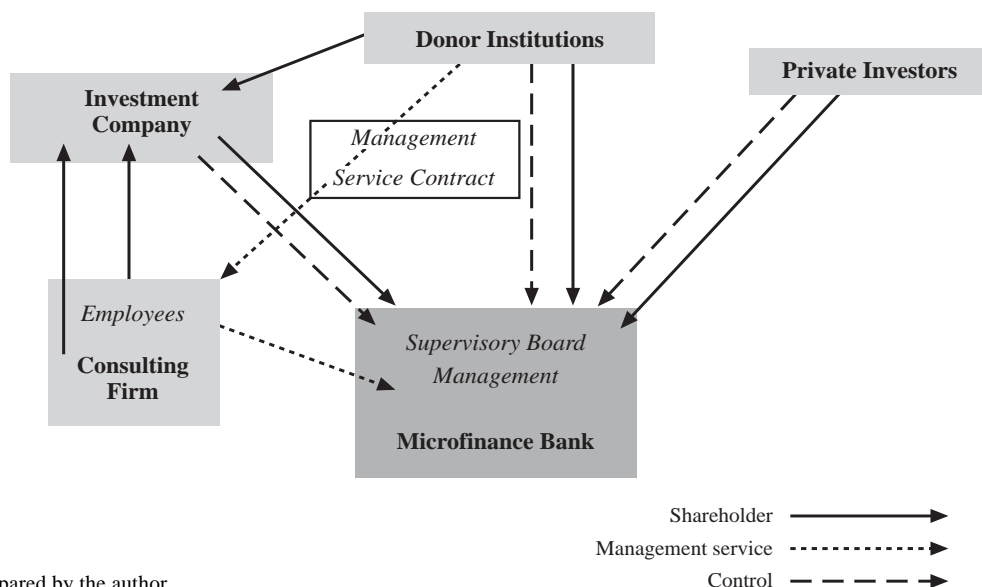 Donor Institutions
Private Investors
Investment
Company
Management
Service Contract
Employees
Consulting
Firm
Supervisory Board
Management
Microfinance Bank
Shareholder
Management service
Control
pared by the author